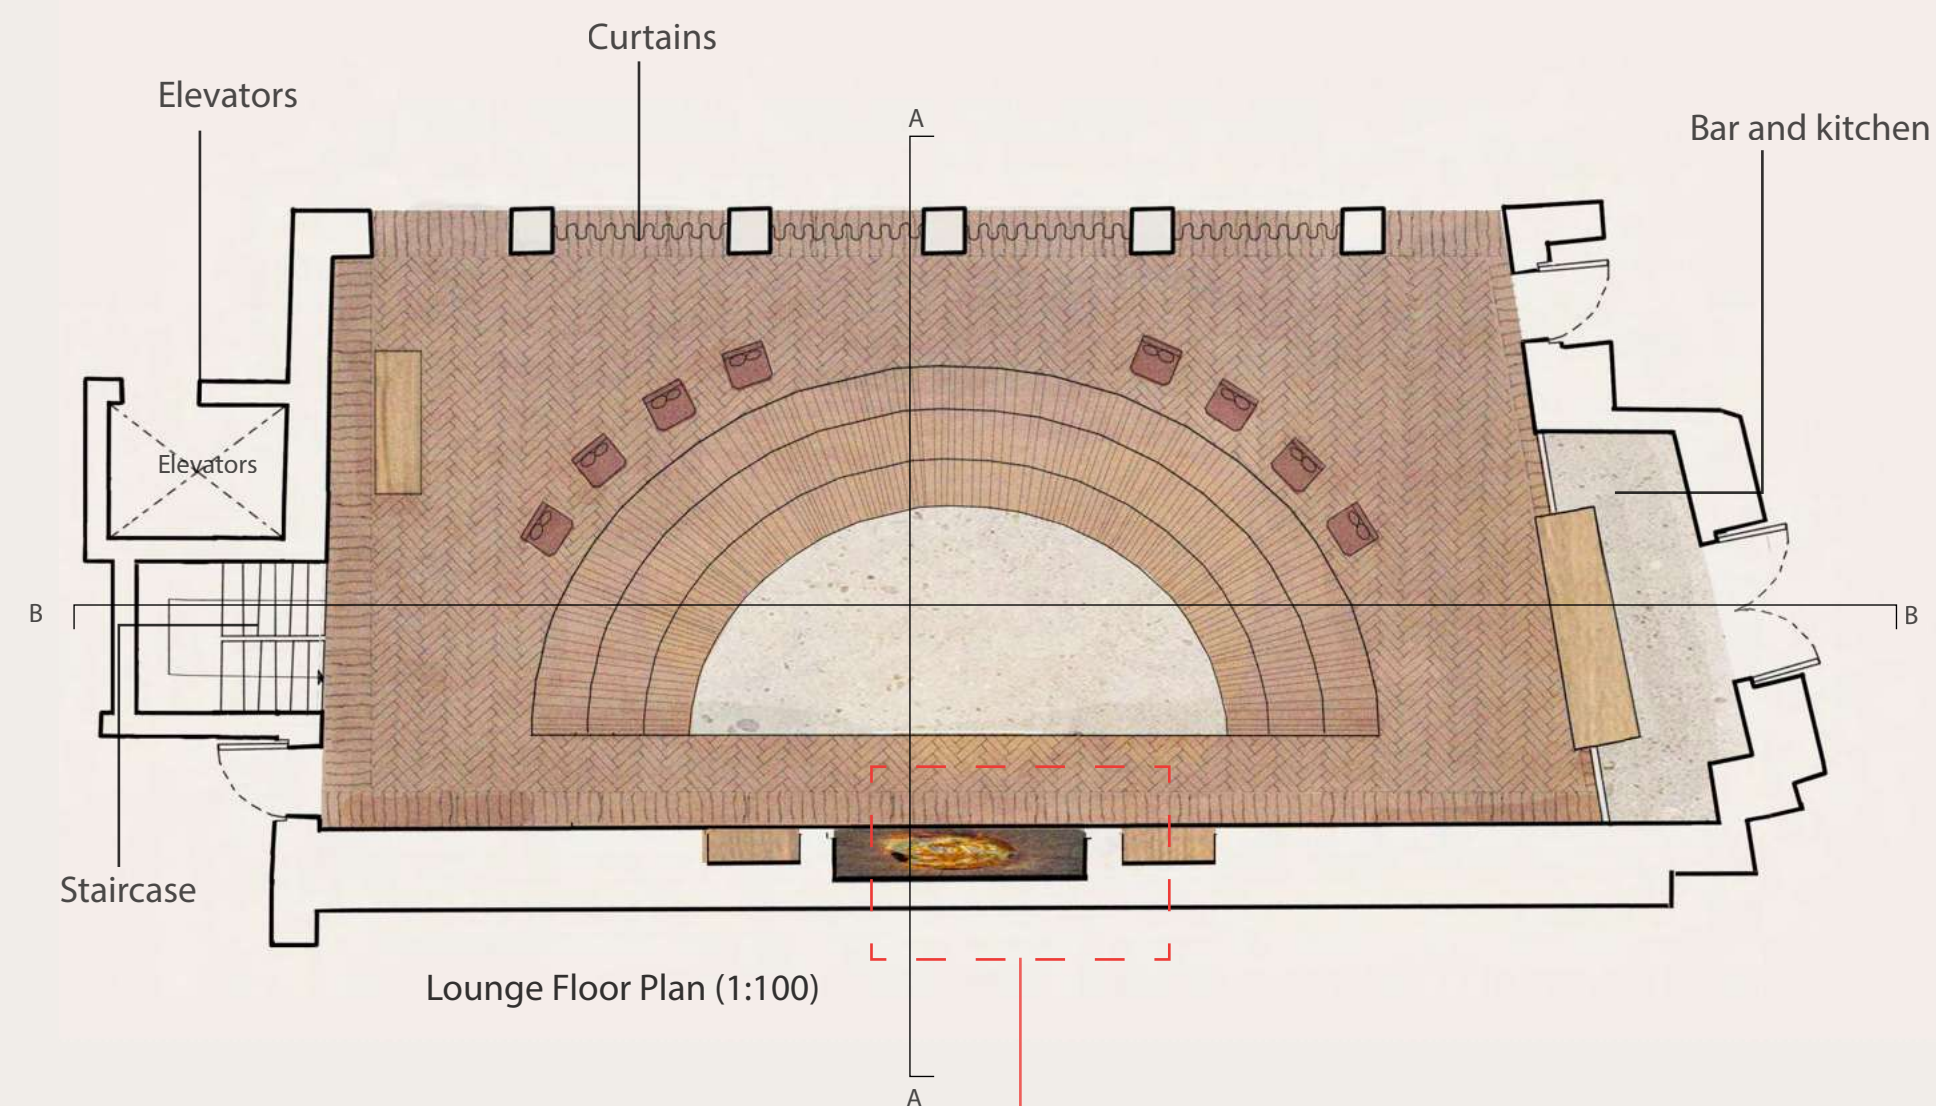 Curtains
Elevators
A
Bar and kitchen
Elevators
B
B
Staircase
Lounge Floor Plan (1:100)
A